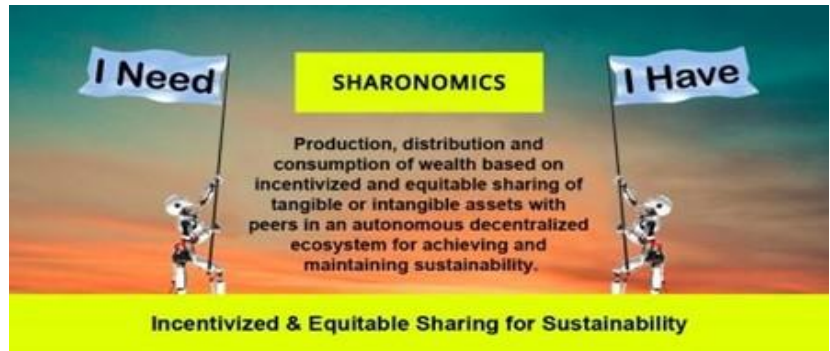 I Need
SHARONOMICS
I Have
Production, distribution and
consumption of wealth based on
incentivized and equitable sharing of
tangible or intangible assets with
peers in an autonomous decentralized
ecosystem for achieving and
maintaining sustainability.
Incentivized & Equitable Sharing for Sustainability